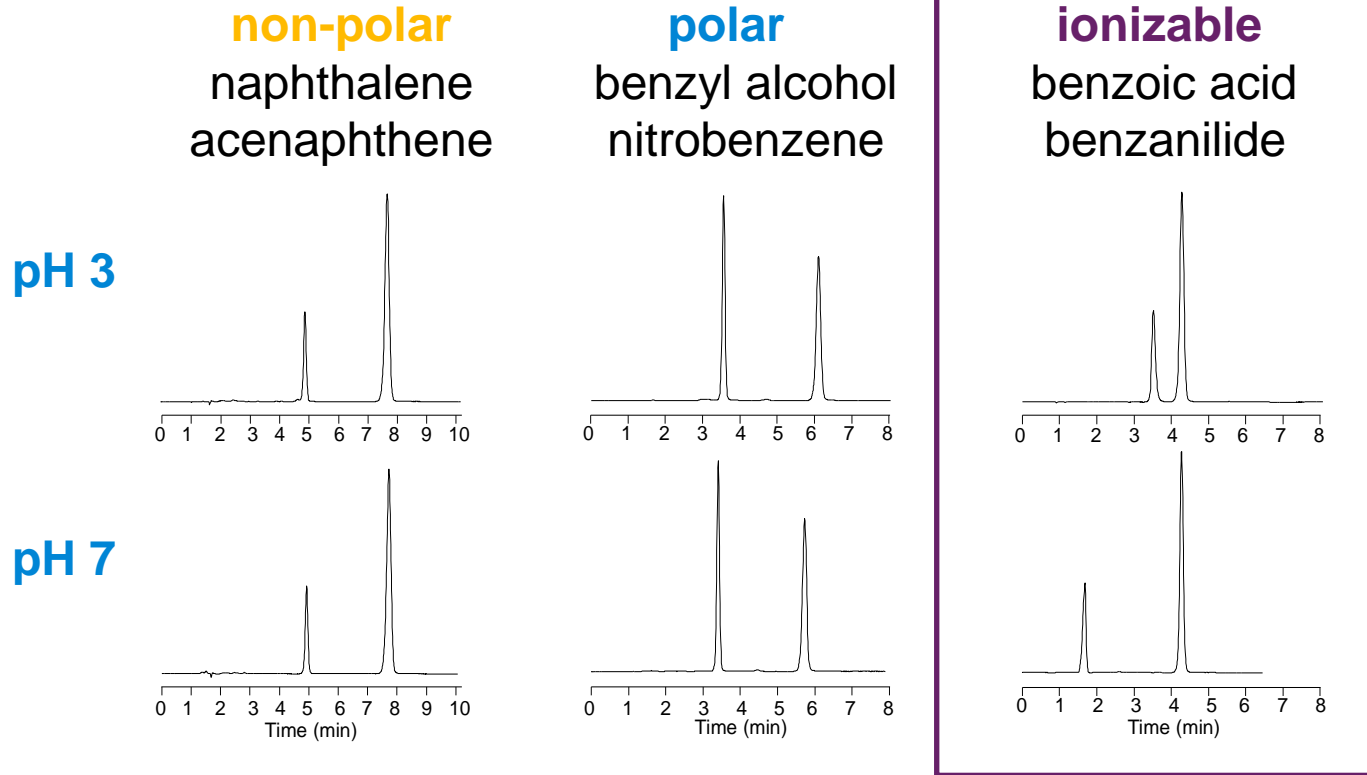 non-polar
naphthalene
acenaphthene
polar
benzyl alcohol
nitrobenzene
ionizable
benzoic acid
benzanilide
pH 3
0 1 2 3 4 5 6 7 8 9 10
0 1 2 3 4 5 6 7 8
0 1 2 3 4 5 6 7 8
pH 7
0 1 2 3 4 5 6 7 8 9 10
Time (min)
0 1 2 3 4 5 6 7 8
Time (min)
0 1 2 3 4 5 6 7 8
Time (min)